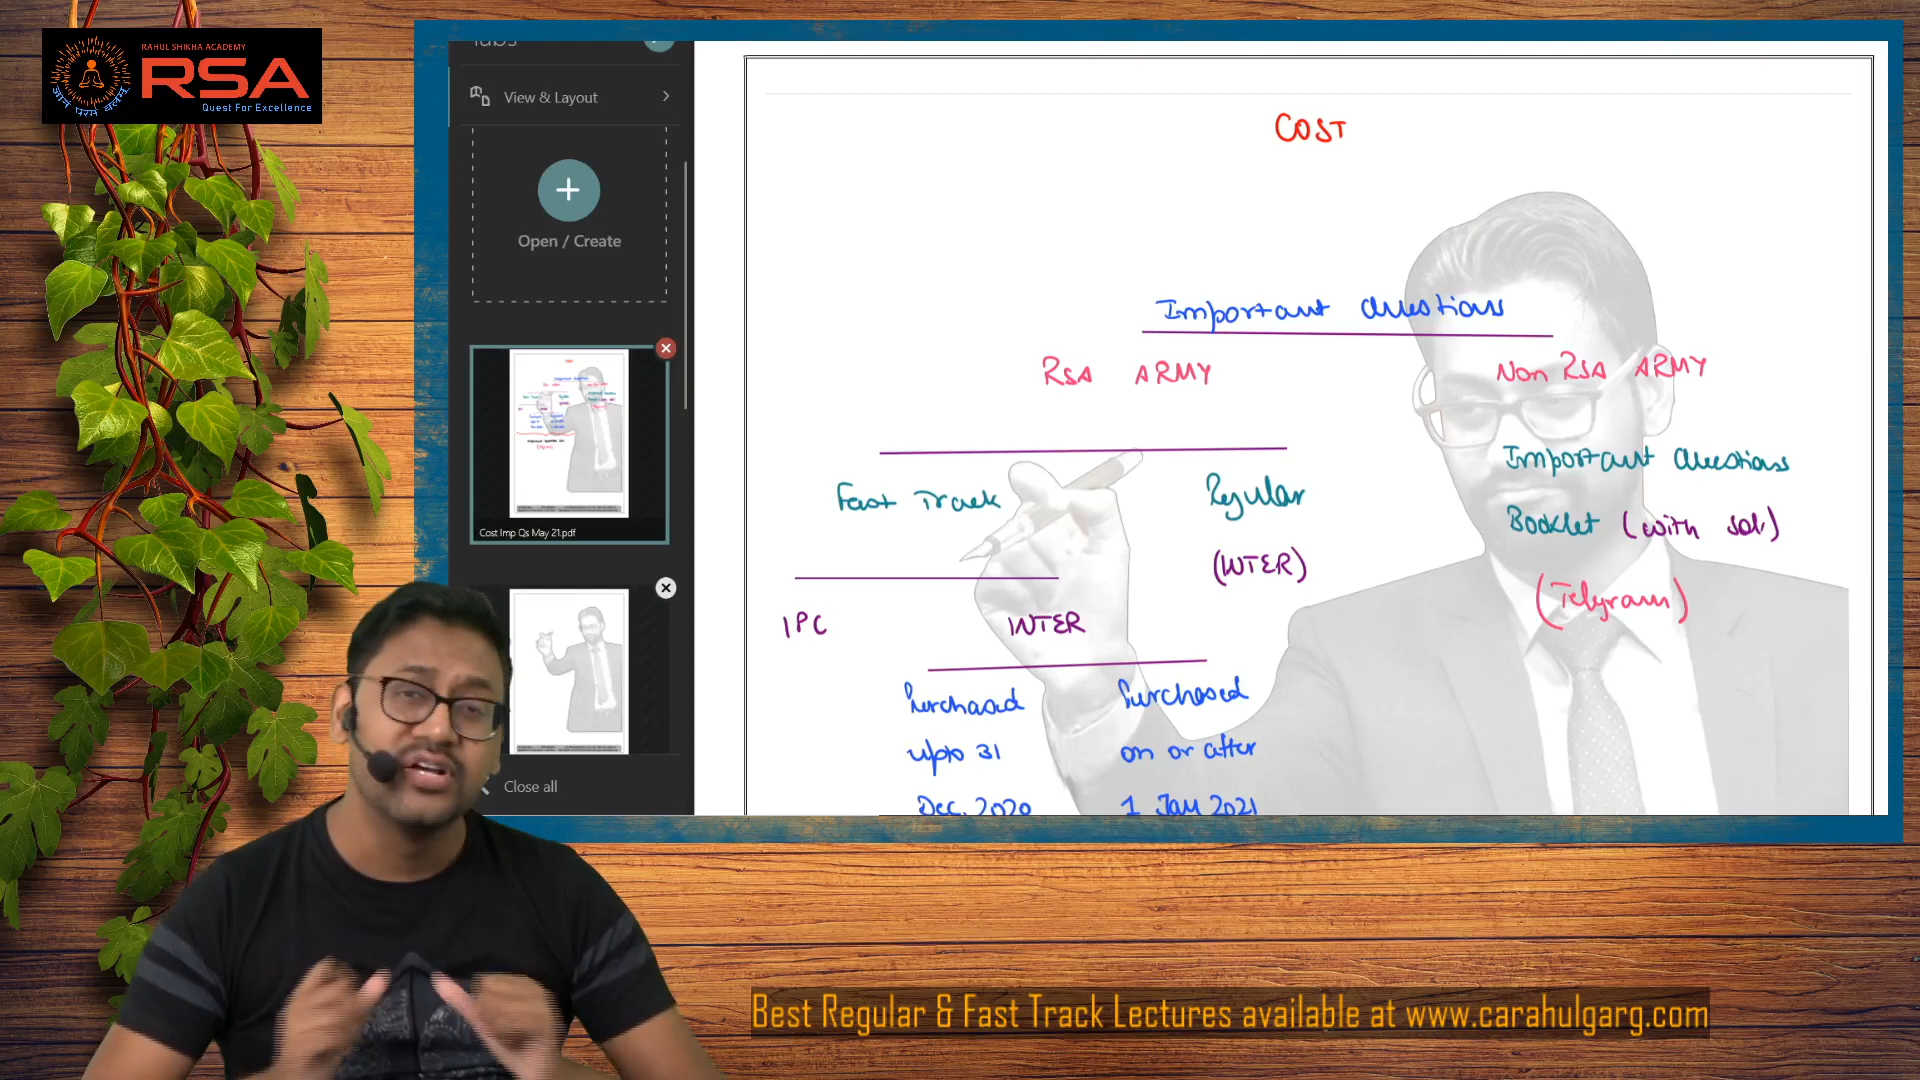 RAHUL SHIKHA ACADEMY
RSA
Quest For Excellence
View & Layout
Open / Create
Cost Imp Qs May 21.pdf
Close all
COST
Important Questions
RSA ARMY
Non RSA ARMY
Fast Track
Regular
(INTER)
Important Questions
Booklet (with sol)
(Telegram)
IPC
INTER
Purchased
upto 31
Dec, 2020
Purchased
on or after
1 Jan 2021
Best Regular & Fast Track Lectures available at www.carahulgarg.com